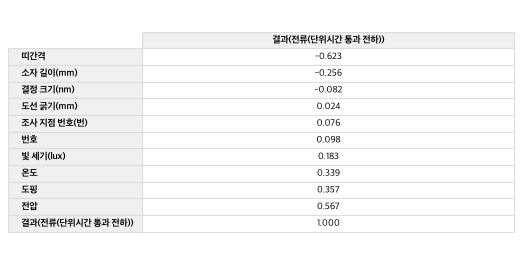 결과(전류(단위시간 통과 전하))
띠간격 -0.623
소자 길이(mm) -0.256
결정 크기(nm) -0.082
도선 굵기(mm) 0.024
조사 지점 번호(번) 0.076
번호 0.098
빛 세기(lux) 0.183
온도 0.339
도핑 0.357
전압 0.567
결과(전류(단위시간 통과 전하)) 1.000